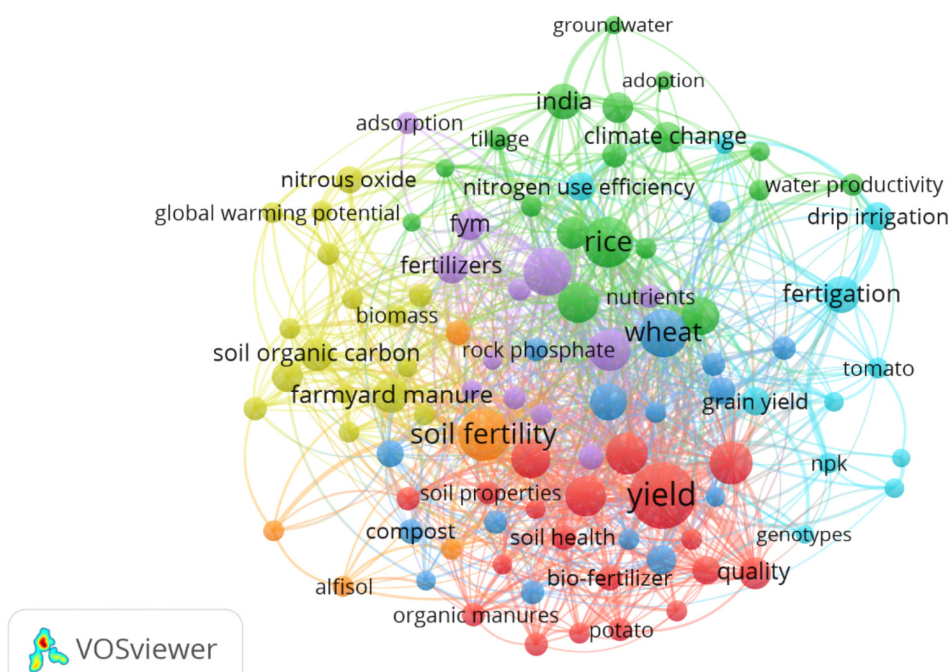 groundwater
adoption
india
adsorption
tillage
climate change
nitrous oxide
nitrogen use efficiency
water productivity
global warming potential
drip irrigation
fym
rice
fertilizers
fertigation
nutrients
biomass
wheat
rock phosphate
soil organic carbon
tomato
farmyard manure
grain yield
soil fertility
npk
soil properties
yield
compost
soil health
genotypes
quality
bio-fertilizer
alfisol
organic manures
potato
VOSviewer